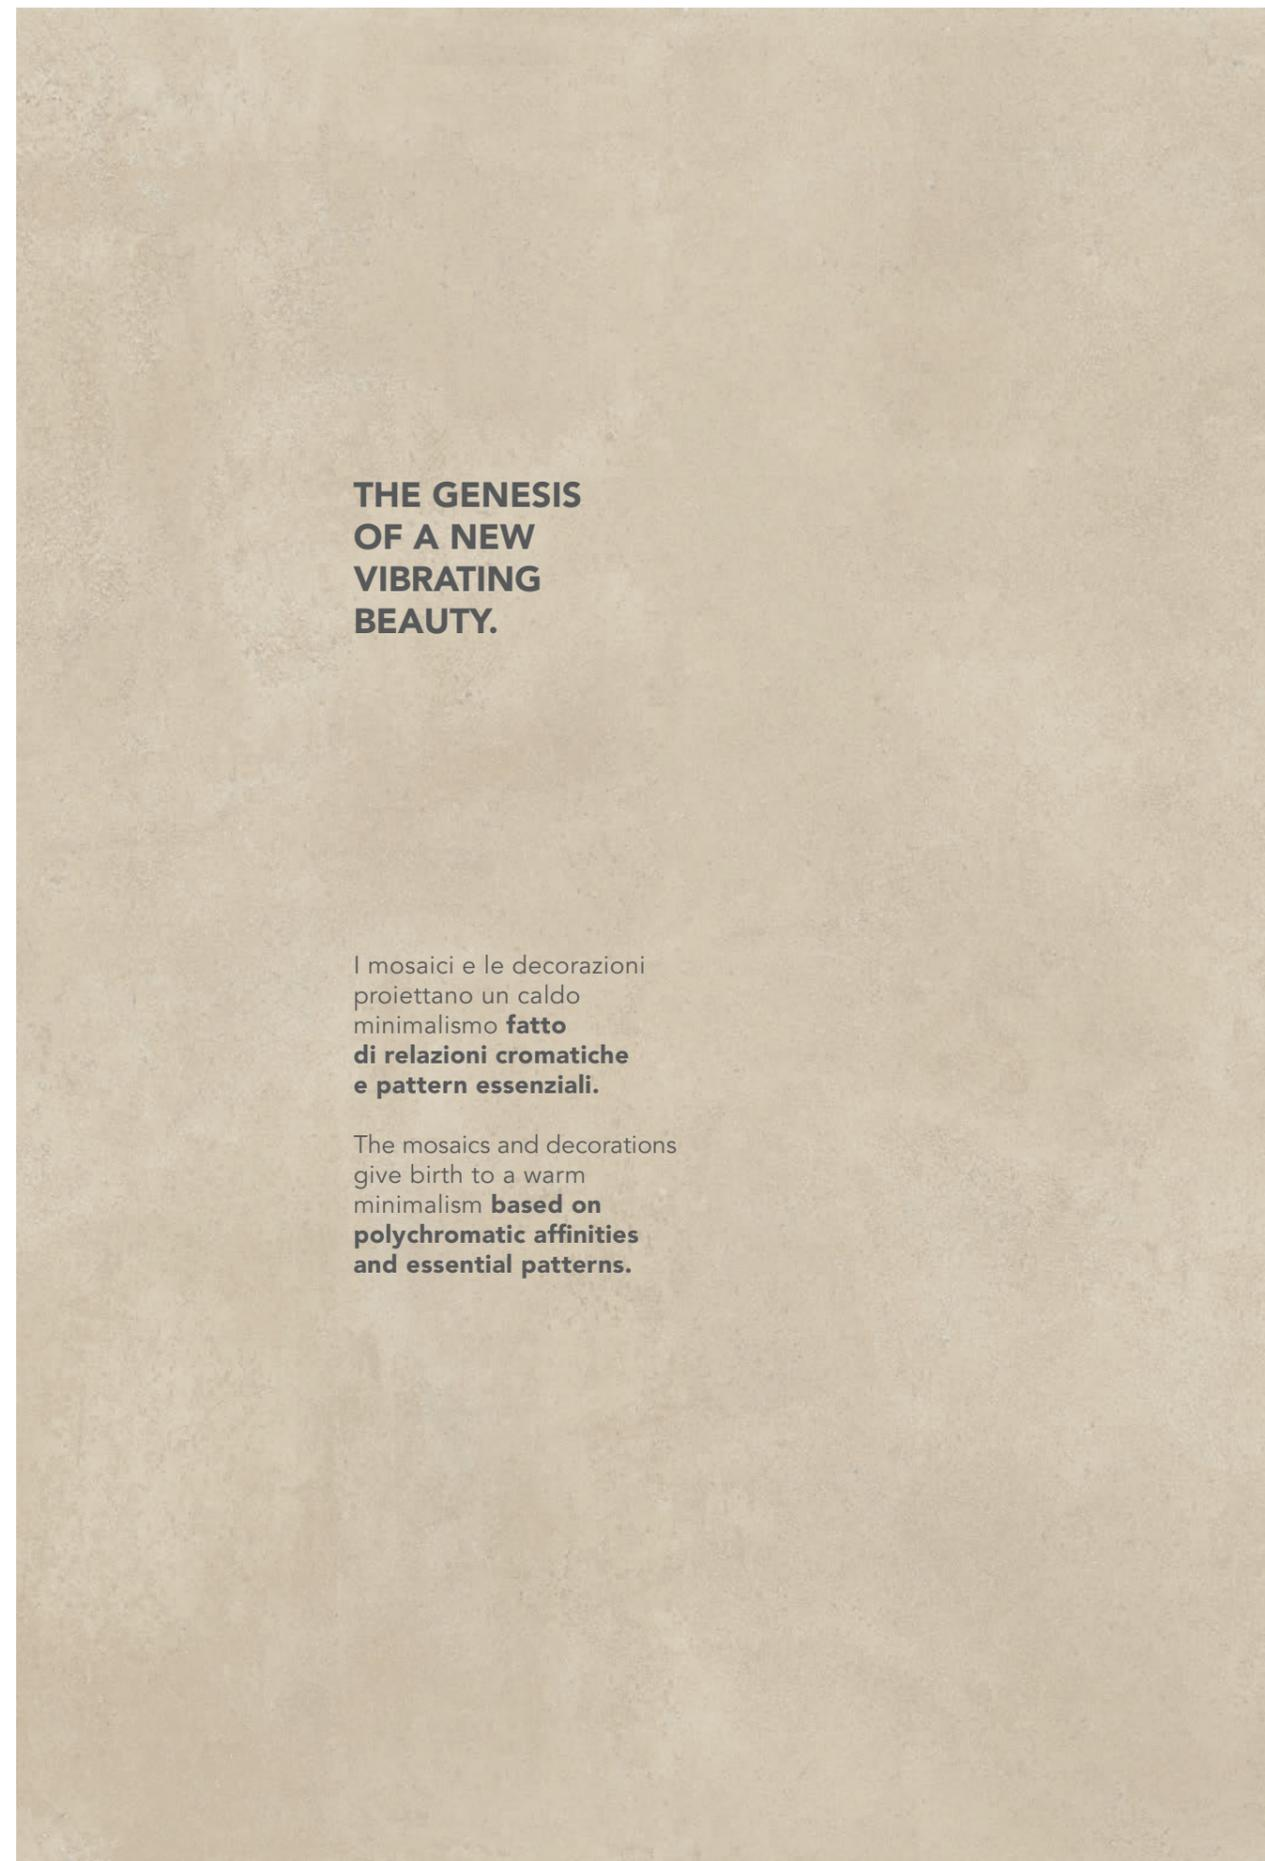 THE GENESIS
OF A NEW
VIBRATING
BEAUTY.
I mosaici e le decorazioni
proiettano un caldo
minimalismo fatto
di relazioni cromatiche
e pattern essenziali.
The mosaics and decorations
give birth to a warm
minimalism based on
polychromatic affinities
and essential patterns.